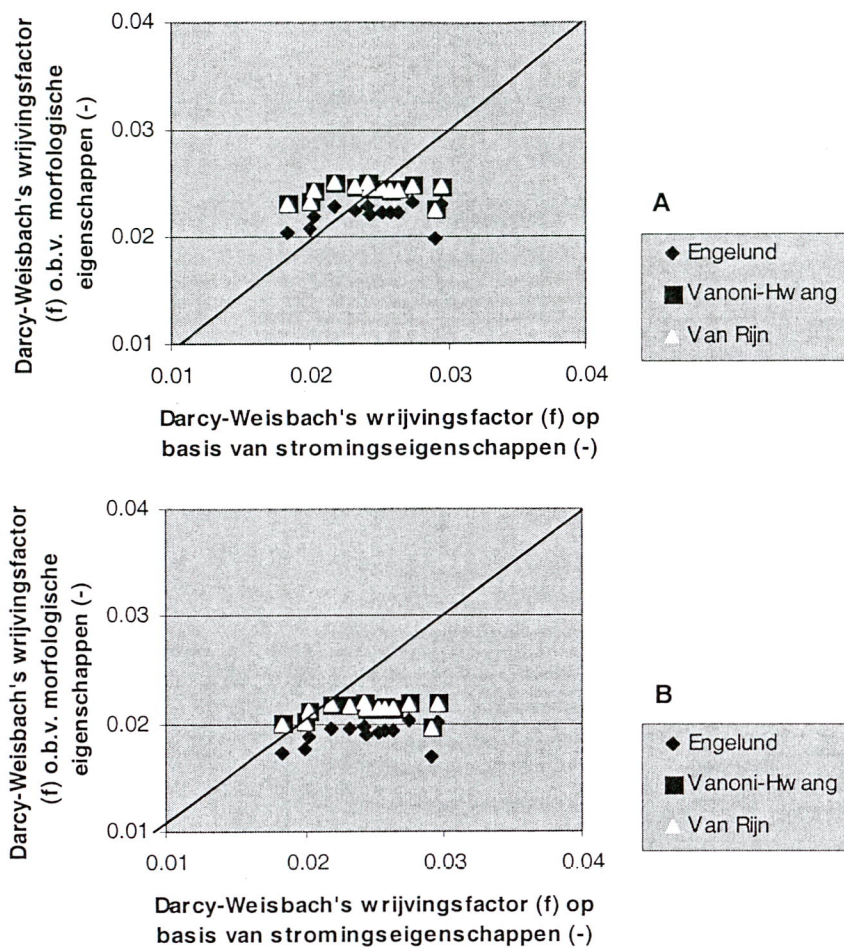 Darcy-Weisbach's wrijvingsfactor
(f) o.b.v. morfologische
eigenschappen (-)
0.04
0.03
0.02
0.01
0.01
0.02
0.03
0.04
Darcy-Weisbach's wrijvingsfactor (f) op
basis van stromingseigenschappen (-)
A
Engelund
Vanoni-Hwang
Van Rijn
Darcy-Weisbach's wrijvingsfactor
(f) o.b.v. morfologische
eigenschappen (-)
0.04
0.03
0.02
0.01
0.01
0.02
0.03
0.04
Darcy-Weisbach's wrijvingsfactor (f) op
basis van stromingseigenschappen (-)
B
Engelund
Vanoni-Hwang
Van Rijn